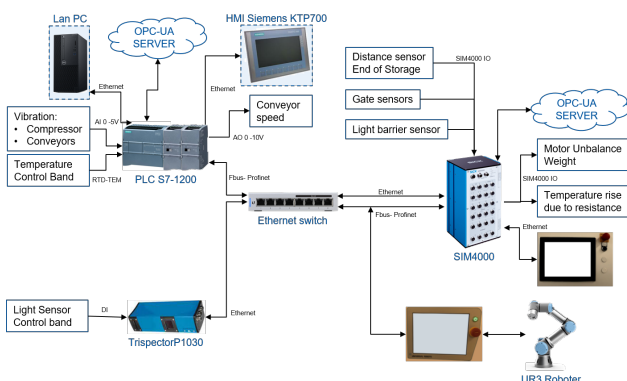 Lan PC
OPC-UA
SERVER
HMI Siemens KTP700
Ethernet
Ethernet
Vibration:
• Compressor
• Conveyors
AI 0 -5V
Temperature
Control Band
RTD-TEM
PLC S7-1200
Conveyor
speed
AO 0 -10V
Fbus- Profinet
Ethernet switch
Ethernet
Fbus- Profinet
Distance sensor
End of Storage
SIM4000 IO
Gate sensors
Light barrier sensor
OPC-UA
SERVER
Motor Unbalance
Weight
SIM4000 IO
Temperature rise
due to resistance
Ethernet
SIM4000
Light Sensor
Control band
DI
TrispectorP1030
Ethernet
UR3 Roboter